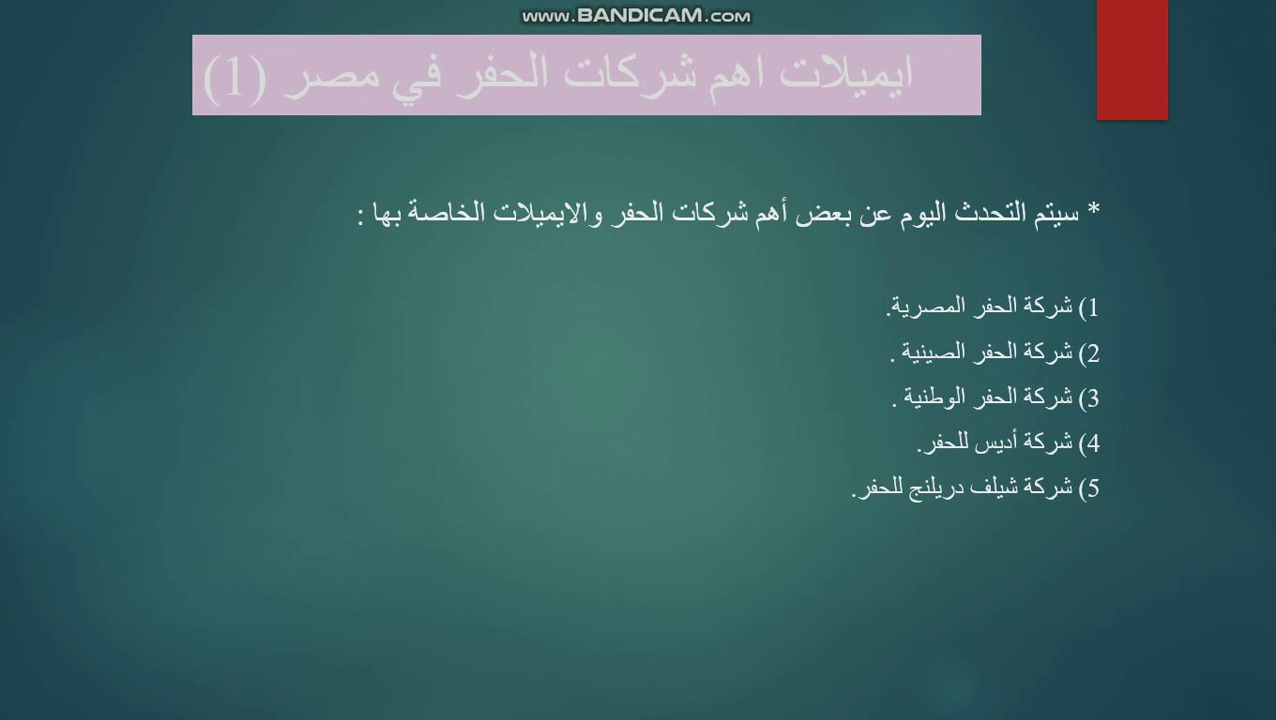 WWW.BANDICAM.COM
ايميلات اهم شركات الحفر في مصر (1)
* سيتم التحدث اليوم عن بعض أهم شركات الحفر والايميلات الخاصة بها :
1) شركة الحفر المصرية.
2) شركة الحفر الصينية .
3) شركة الحفر الوطنية .
4) شركة أديس للحفر.
5) شركة شيلف دريلنج للحفر.